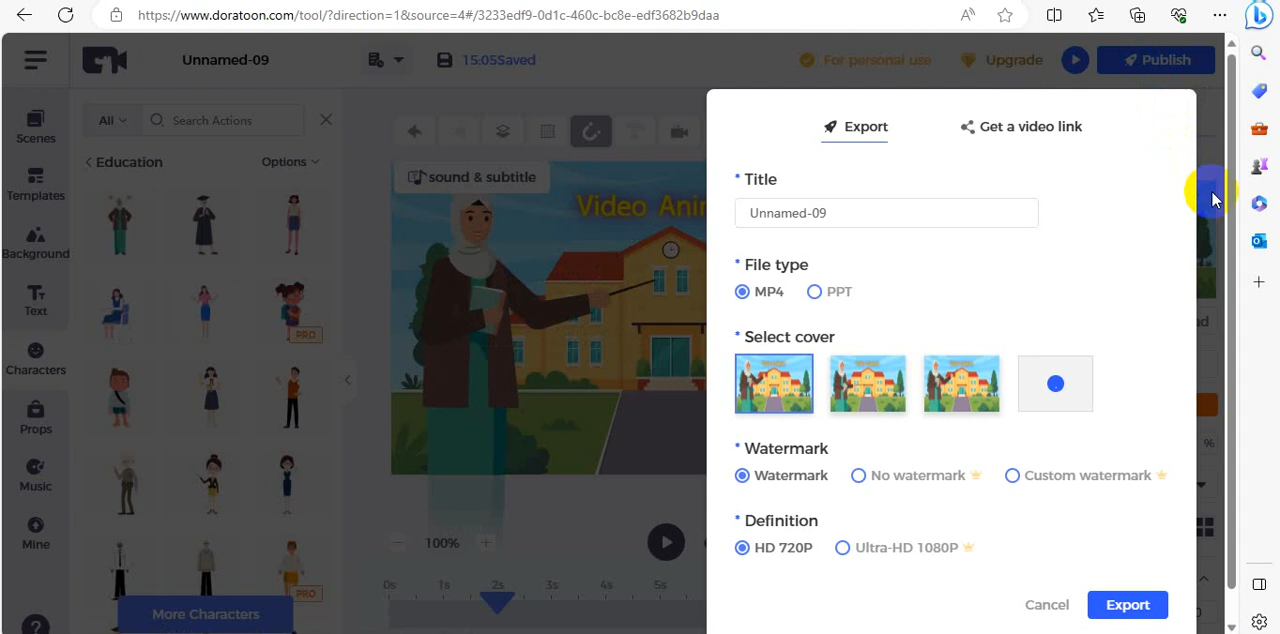 https://www.doratoon.com/tool/?direction=1&source=4#/3233edf9-0d1c-460c-bc8e-edf3682b9daa
Unnamed-09
15:05Saved
For personal use
Upgrade
Publish
Scenes
Templates
Background
Text
Characters
Props
Music
Mine
All
Search Actions
Education
Options
PRO
PRO
More Characters
sound & subtitle
Video Ani
100%
0s 1s 2s 3s 4s 5s
Export
Get a video link
* Title
Unnamed-09
* File type
MP4 PPT
* Select cover
* Watermark
Watermark No watermark Custom watermark
* Definition
HD 720P Ultra-HD 1080P
Cancel Export
%